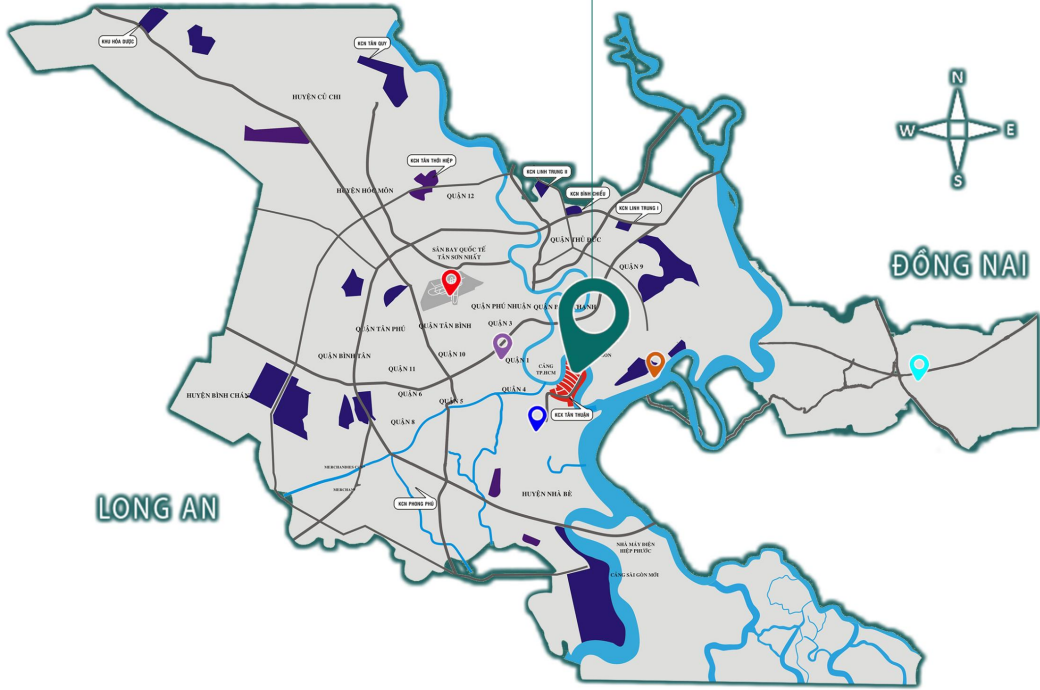 KHU HÓA DƯỢC
KCN TÂN QUY
N
HUYỆN CỦ CHI
W
E
S
KCN TÂN THỚI HIỆP
KCN LINH TRUNG II
HUYỆN HÓC MÔN
QUẬN 12
KCN BÌNH CHIỂU
KCN LINH TRUNG I
QUẬN THỦ ĐỨC
SÂN BAY QUỐC TẾ
TÂN SƠN NHẤT
QUẬN 9
ĐỒNG NAI
QUẬN PHÚ NHUẬN
QUẬN
QUẬN TÂN PHÚ
QUẬN TÂN BÌNH
QUẬN 3
QUẬN BÌNH TÂN
QUẬN 10
QUẬN 1
CẢNG
TP.HCM
QUẬN 11
HUYỆN BÌNH CHÁNH
QUẬN 6
QUẬN 4
QUẬN 5
KCX TÂN THUẬN
QUẬN 8
HUYỆN NHÀ BÈ
KCN PHONG PHÚ
LONG AN
NHÀ MÁY ĐIỆN
HIỆP PHƯỚC
CẢNG SÀI GÒN MỚI